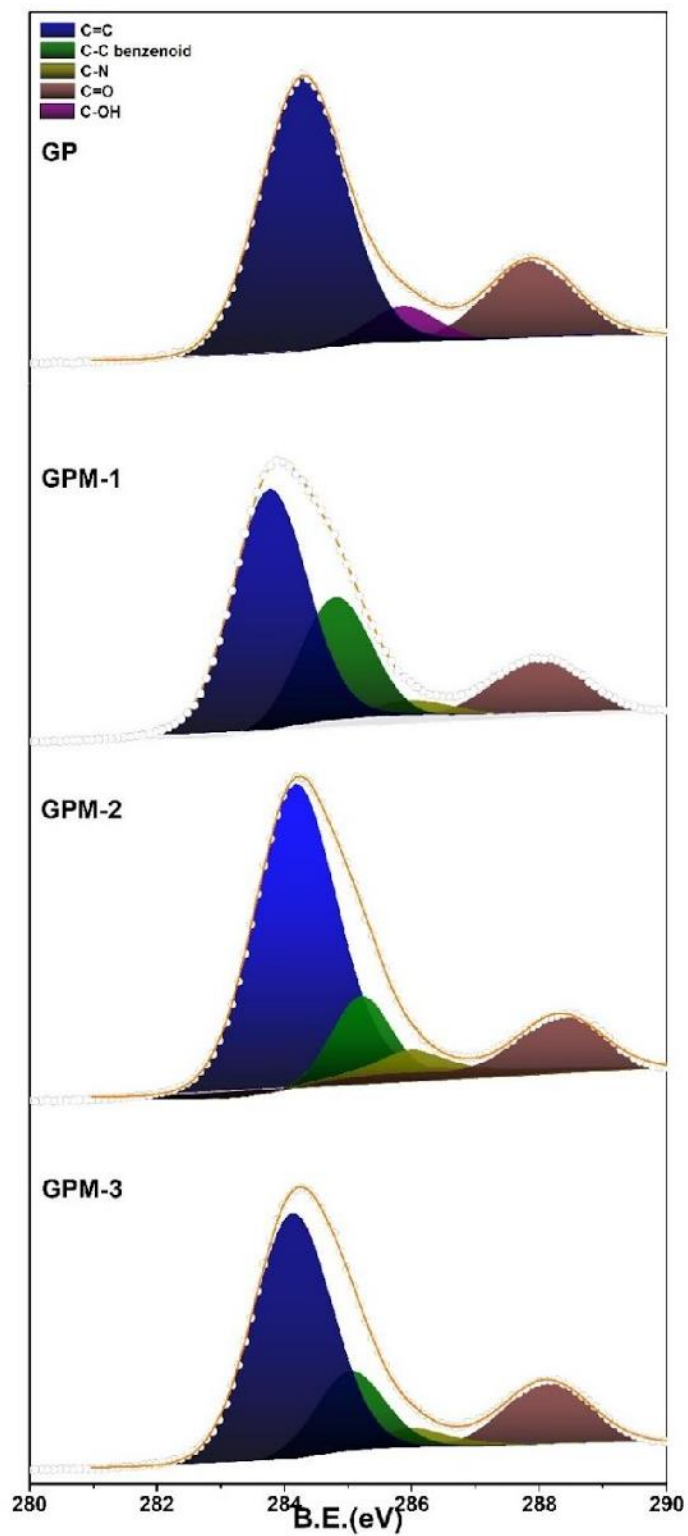 C=C
C-C benzenoid
C-N
C=O
C-OH
GP
GPM-1
GPM-2
GPM-3
280 282 284 286 288 290
B.E.(eV)